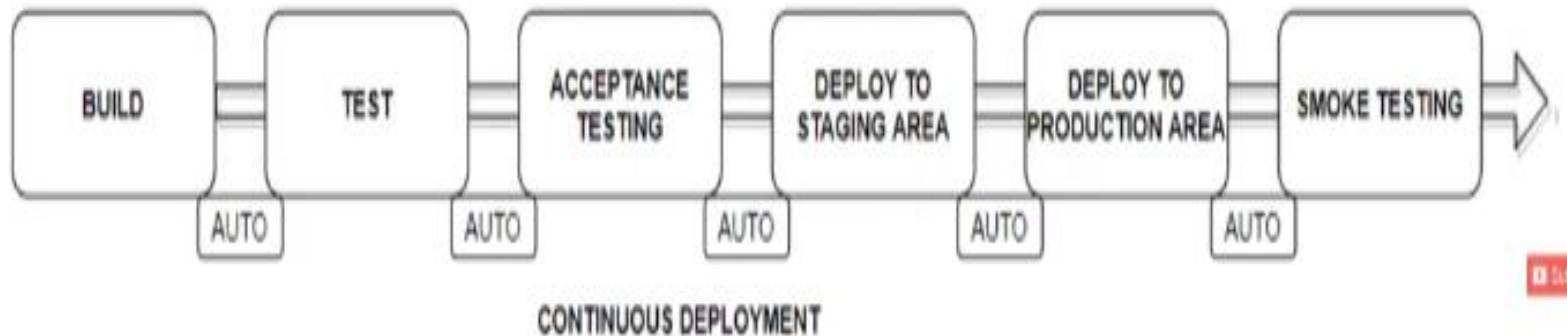 BUILD
TEST
ACCEPTANCE
TESTING
DEPLOY TO
STAGING AREA
DEPLOY TO
PRODUCTION AREA
SMOKE TESTING
AUTO
AUTO
AUTO
AUTO
AUTO
CONTINUOUS DEPLOYMENT